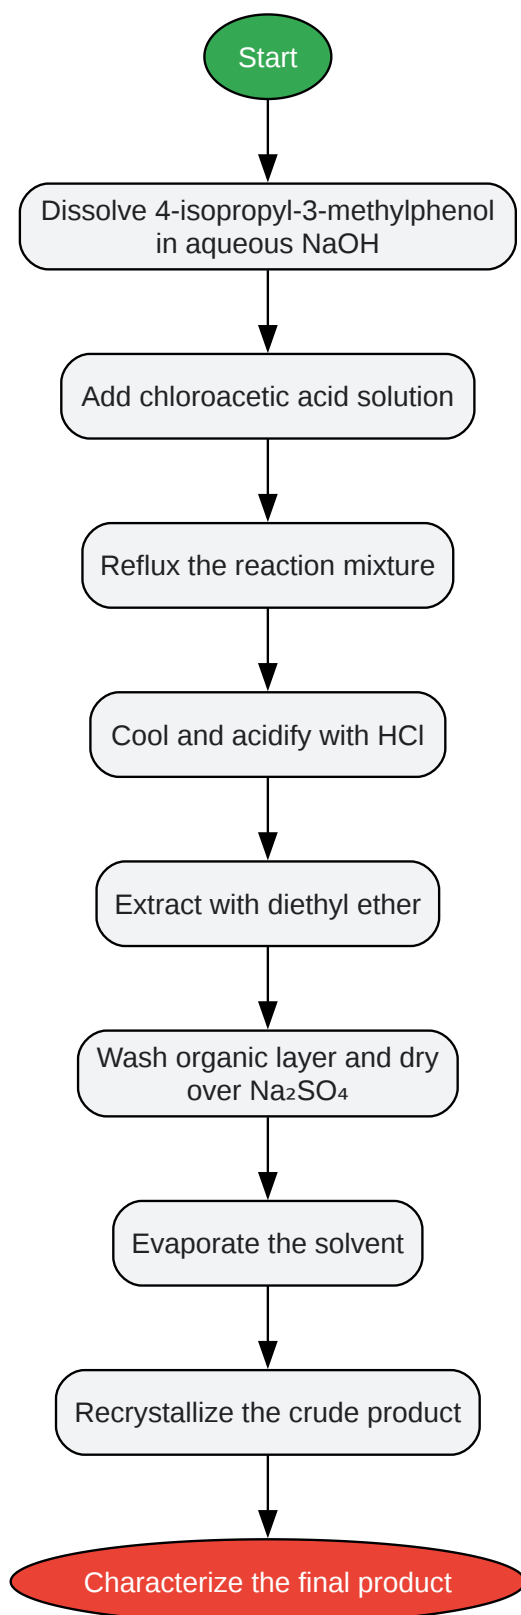 Start
Dissolve 4-isopropyl-3-methylphenol
in aqueous NaOH
Add chloroacetic acid solution
Reflux the reaction mixture
Cool and acidify with HCl
Extract with diethyl ether
Wash organic layer and dry
over Na₂SO₄
Evaporate the solvent
Recrystallize the crude product
Characterize the final product